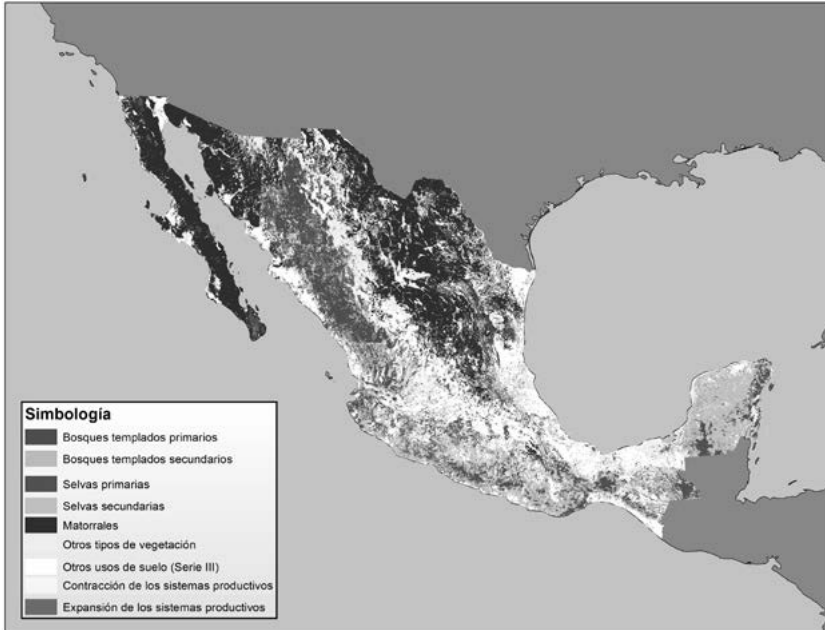 Simbología
Bosques templados primarios
Bosques templados secundarios
Selvas primarias
Selvas secundarias
Matorrales
Otros tipos de vegetación
Otros usos de suelo (Serie III)
Contracción de los sistemas productivos
Expansión de los sistemas productivos